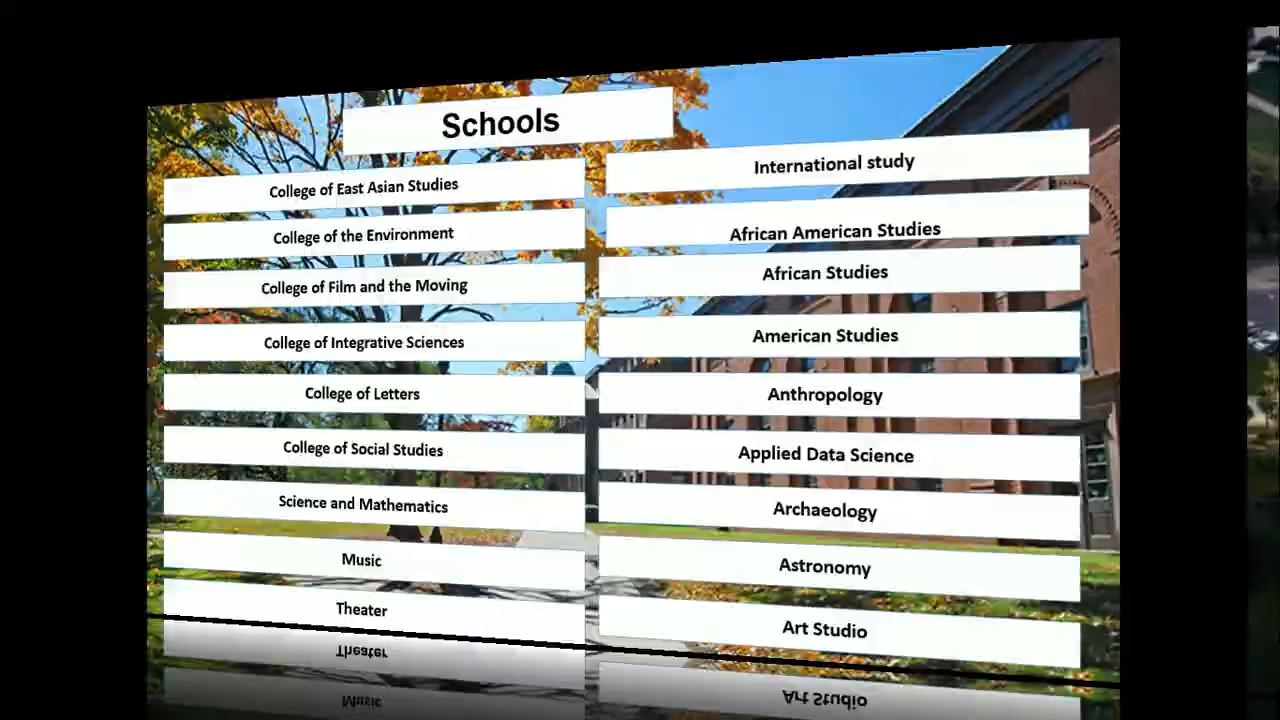 Schools
College of East Asian Studies
College of the Environment
College of Film and the Moving
College of Integrative Sciences
College of Letters
College of Social Studies
Science and Mathematics
Music
Theater
International study
African American Studies
African Studies
American Studies
Anthropology
Applied Data Science
Archaeology
Astronomy
Art Studio